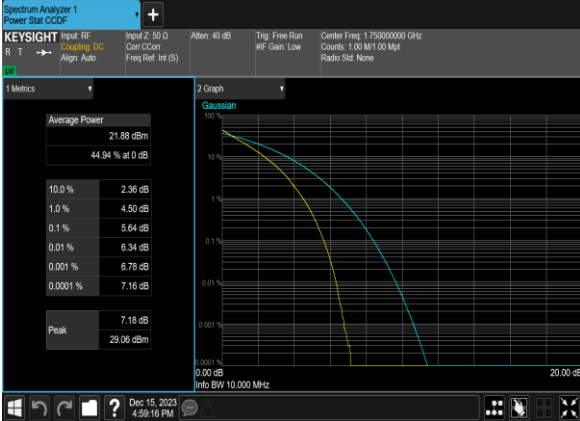 Spectrum Analyzer 1
Power Stat CCDF
KEYSIGHT
R T
LXI
Input: RF
Coupling: DC
Align: Auto
Input Z: 50 Ω
Corr CCorr
Freq Ref: Int (S)
Atten: 40 dB
Trig: Free Run
#IF Gain: Low
Center Freq: 1.750000000 GHz
Counts: 1.00 M/1.00 Mpt
Radio Std: None
1 Metrics
Average Power
21.88 dBm
44.94 % at 0 dB
10.0 % 2.36 dB
1.0 % 4.50 dB
0.1 % 5.64 dB
0.01 % 6.34 dB
0.001 % 6.78 dB
0.0001 % 7.16 dB
Peak
7.18 dB
29.06 dBm
2 Graph
Gaussian
100 %
10 %
1 %
0.1 %
0.01 %
0.001 %
0.0001 %
0.00 dB
20.00 dB
Info BW 10.000 MHz
?
Dec 15, 2023
4:59:16 PM